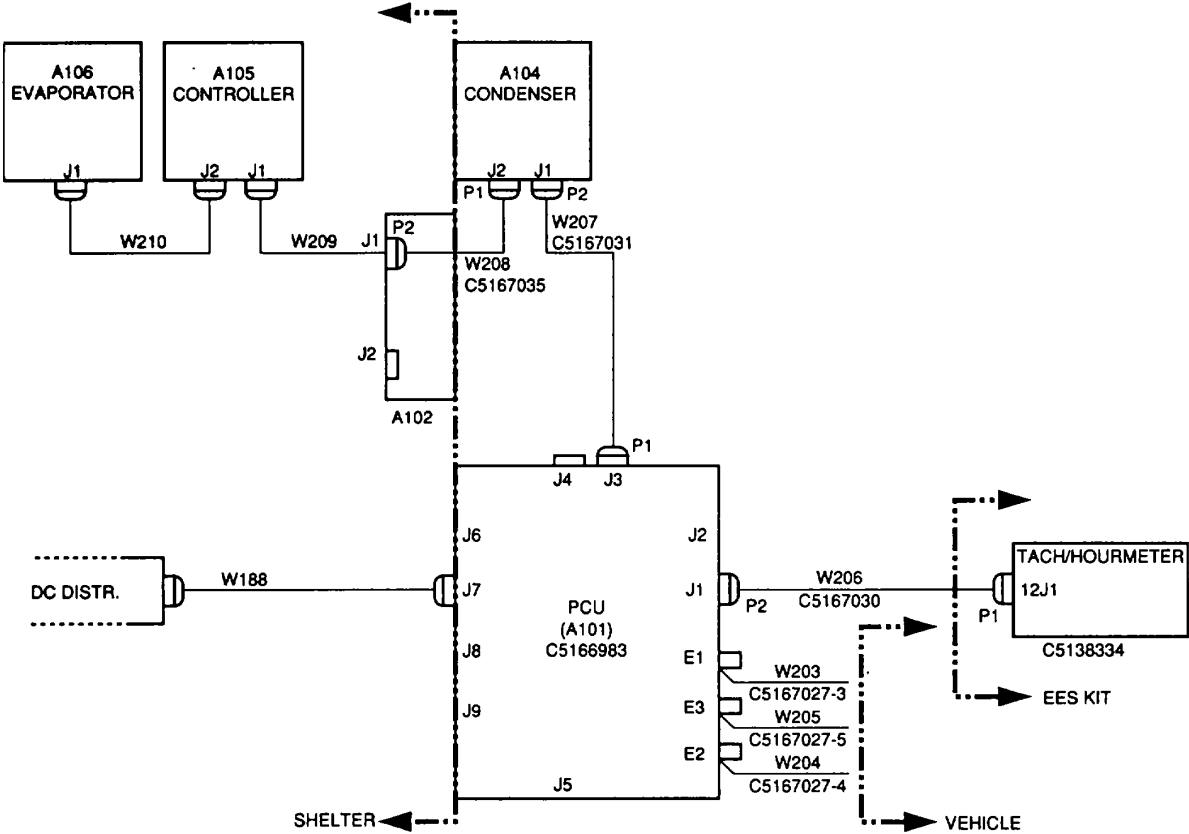 A106
EVAPORATOR
J1
A105
CONTROLLER
J2
J1
A104
CONDENSER
J2
J1
P1
P2
W210
W209
J1
P2
W208
C5167035
W207
C5167031
J2
A102
P1
J4
J3
J6
J2
DC DISTR.
W188
J7
J1
P2
W206
C5167030
P1
TACH/HOURMETER
12J1
C5138334
PCU
(A101)
C5166983
J8
J9
J5
E1
W203
C5167027-3
E3
W205
C5167027-5
E2
W204
C5167027-4
EES KIT
SHELTER
VEHICLE